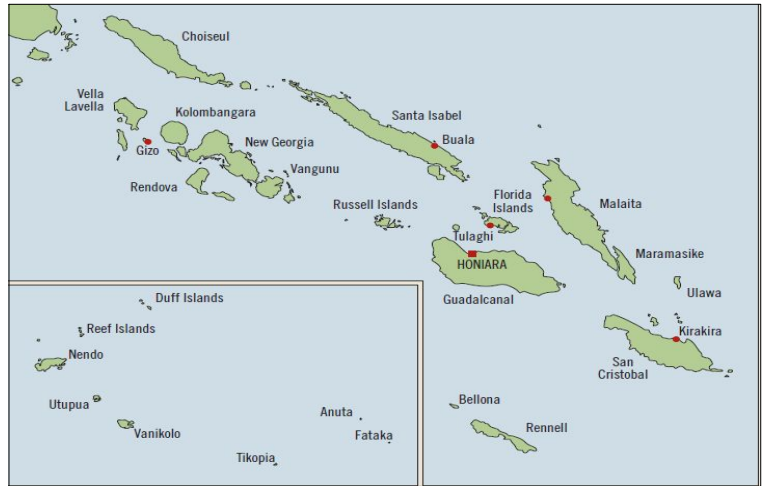 Choiseul
Vella
Lavella
Kolombangara
Santa Isabel
Buala
New Georgia
Gizo
Vangunu
Rendova
Russell Islands
Florida
Islands
Malaita
Tulaghi
Maramasike
HONIARA
Ulawa
Guadalcanal
Kirakira
San
Cristobal
Bellona
Rennell
Duff Islands
Reef Islands
Nendo
Utupua
Vanikolo
Anuta
Fataka
Tikopia